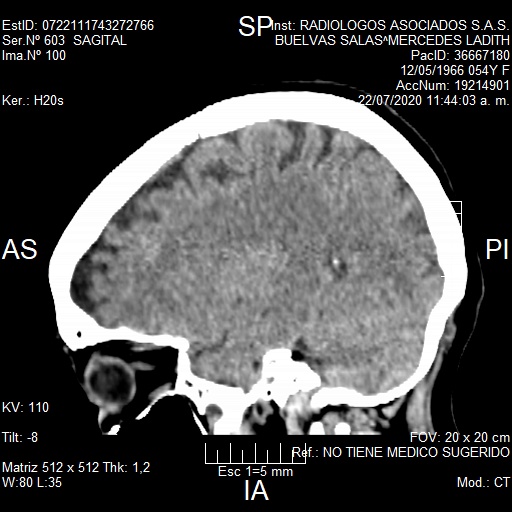 EstID: 0722111743272766
Ser.Nº 603 SAGITAL
Ima.Nº 100
Ker.: H20s
SP
Inst: RADIOLOGOS ASOCIADOS S.A.S.
BUELVAS SALAS^MERCEDES LADITH
PacID: 36667180
12/05/1966 054Y F
AccNum: 19214901
22/07/2020 11:44:03 a. m.
AS
PI
KV: 110
Tilt: -8
Matriz 512 x 512 Thk: 1,2
W:80 L:35
Esc 1=5 mm
IA
FOV: 20 x 20 cm
Ref.: NO TIENE MEDICO SUGERIDO
Mod.: CT